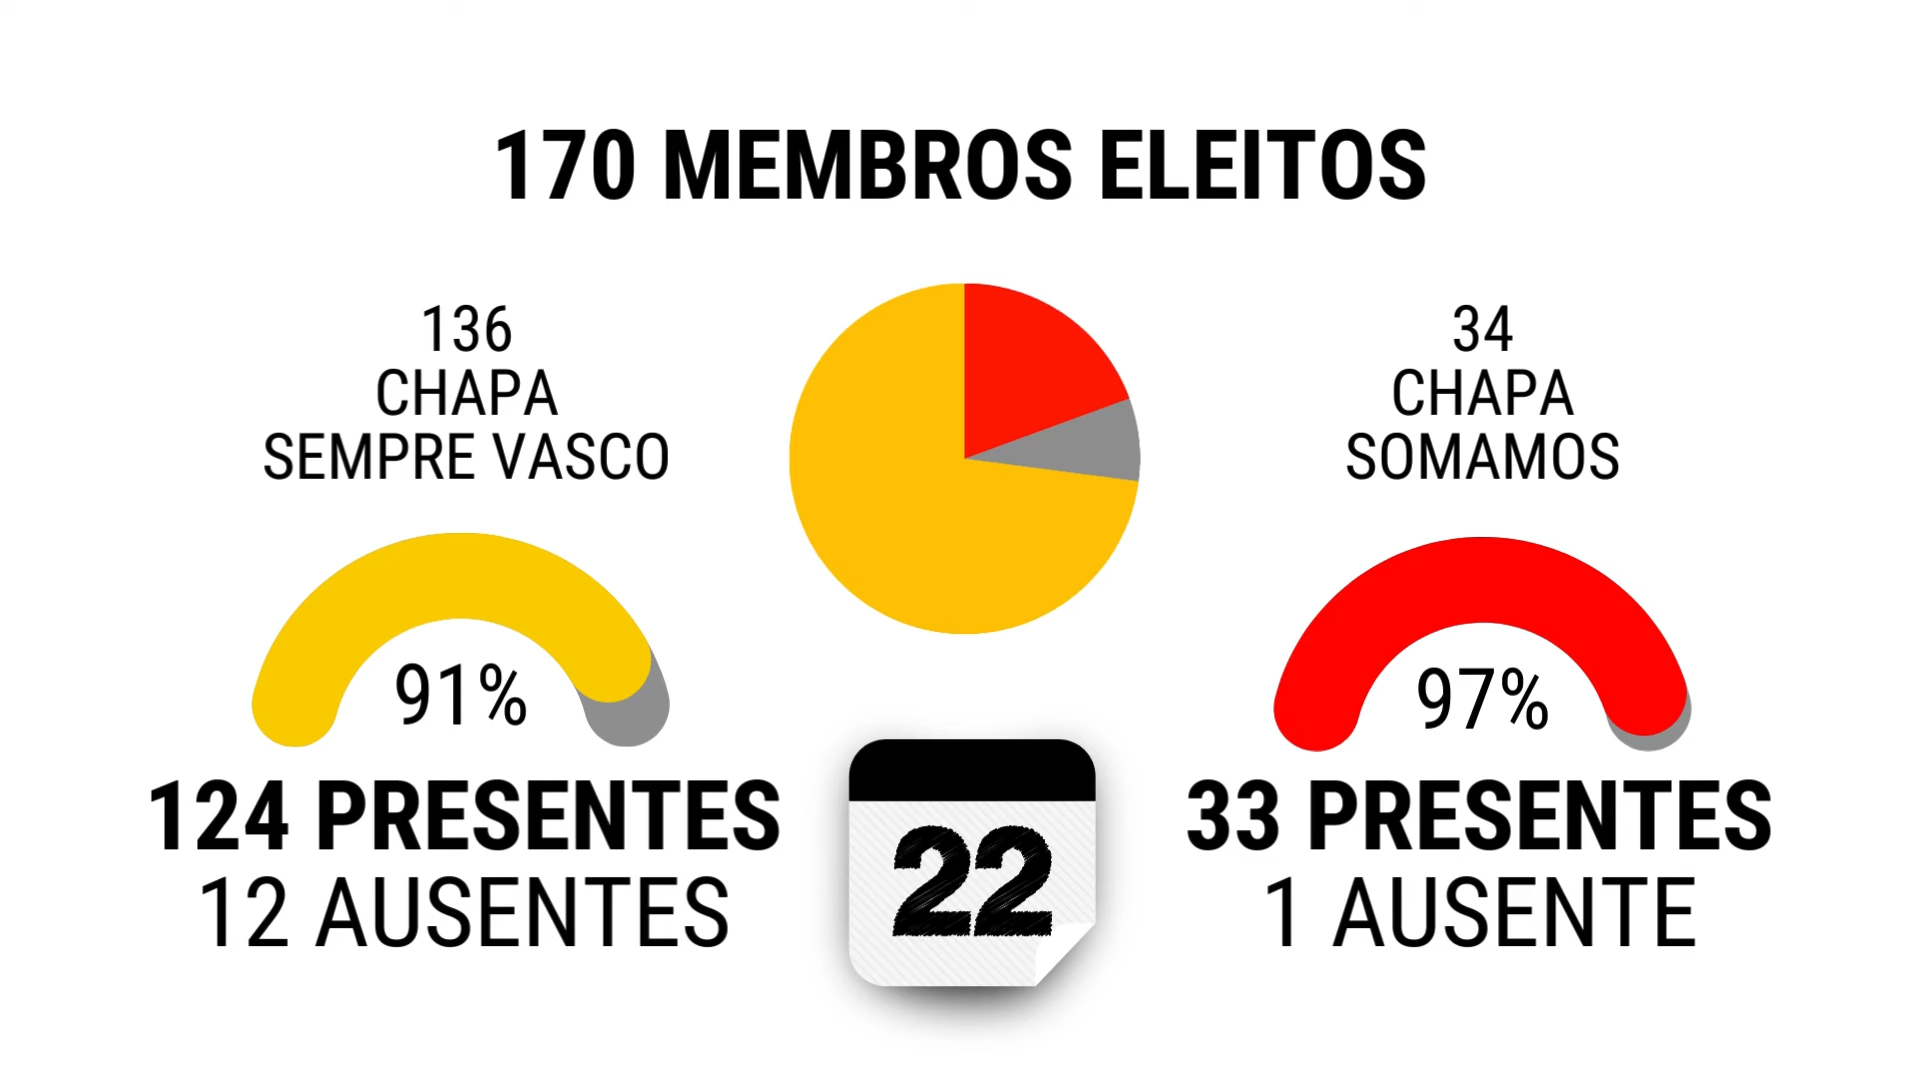 170 MEMBROS ELEITOS
136
CHAPA
SEMPRE VASCO
91%
124 PRESENTES
12 AUSENTES
22
34
CHAPA
SOMAMOS
97%
33 PRESENTES
1 AUSENTE